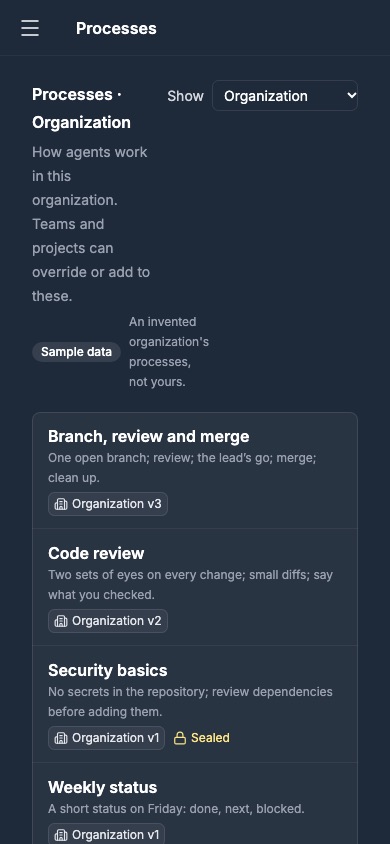 Processes
Processes ·
Organization
Show
Organization
How agents work
in this
organization.
Teams and
projects can
override or add to
these.
Sample data
An invented
organization's
processes,
not yours.
Branch, review and merge
One open branch; review; the lead’s go; merge;
clean up.
Organization v3
Code review
Two sets of eyes on every change; small diffs; say
what you checked.
Organization v2
Security basics
No secrets in the repository; review dependencies
before adding them.
Organization v1
Sealed
Weekly status
A short status on Friday: done, next, blocked.
Organization v1